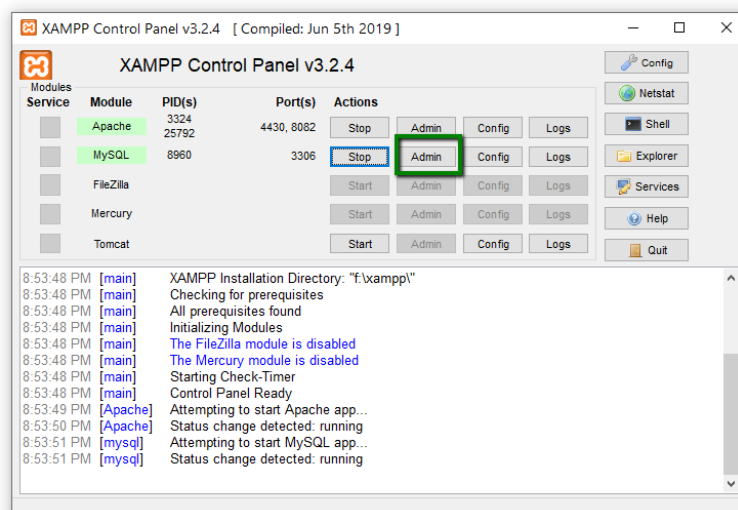 XAMPP Control Panel v3.2.4 [ Compiled: Jun 5th 2019 ]
XAMPP Control Panel v3.2.4
Config
Modules
Service Module PID(s) Port(s) Actions
Netstat
Apache 3324 25792 4430, 8082 Stop Admin Config Logs
Shell
MySQL 8960 3306 Stop Admin Config Logs
Explorer
FileZilla Start Admin Config Logs
Services
Mercury Start Admin Config Logs
Help
Tomcat Start Admin Config Logs
Quit
8:53:48 PM [main] XAMPP Installation Directory: "f:\xampp\"
8:53:48 PM [main] Checking for prerequisites
8:53:48 PM [main] All prerequisites found
8:53:48 PM [main] Initializing Modules
8:53:48 PM [main] The FileZilla module is disabled
8:53:48 PM [main] The Mercury module is disabled
8:53:48 PM [main] Starting Check-Timer
8:53:48 PM [main] Control Panel Ready
8:53:49 PM [Apache] Attempting to start Apache app...
8:53:50 PM [Apache] Status change detected: running
8:53:51 PM [mysql] Attempting to start MySQL app...
8:53:51 PM [mysql] Status change detected: running